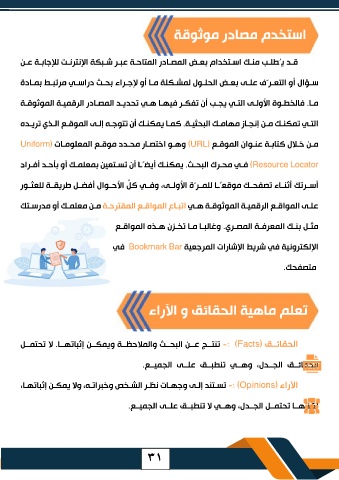 استخدم مصادر موثوقة
قد يُطلب منك استخدام بعض المصادر المتاحة عبر شبكة الإنترنت للإجابة عن
سؤال أو التعرّف على بعض الحلول لمشكلة ما أو لإجراء بحث دراسي مرتبط بمادة
ما. فالخطوة الأولى التي يجب أن تفكر فيها هي تحديد المصادر الرقمية الموثوقة
التي تمكنك من إنجاز مهامك البحثية. كما يمكنك أن تتوجه إلى الموقع الذي تريده
من خلال كتابة عنوان الموقع (URL) وهو اختصار محدد موقع المعلومات (Uniform
Resource Locator) في محرك البحث. يمكنك أيضًا أن تستعين بمعلمك أو بأحد أفراد
أسرتك أثناء تصفحك موقعًا للمرّة الأولى، وفي كلّ الأحوال أفضل طريقة للعثور
على المواقع الرقمية الموثوقة هي اتباع المواقع المقترحة من معلمك أو مدرستك
مثل بنك المعرفة المصري. وغالبا ما تخزن هذه المواقع
الإلكترونية في شريط الإشارات المرجعية Bookmark Bar في
متصفحك.
تعلم ماهية الحقائق و الآراء
الحقائق (Facts) :- تنتج عن البحث والملاحظة ويمكن إثباتها. لا تحتمل
الحقائق الجدل، وهي تنطبق على الجميع.
الآراء (Opinions) :- تستند إلى وجهات نظر الشخص وخبراته، ولا يمكن إثباتها،
تحتمل الجدل، وهي لا تنطبق على الجميع.
٣١